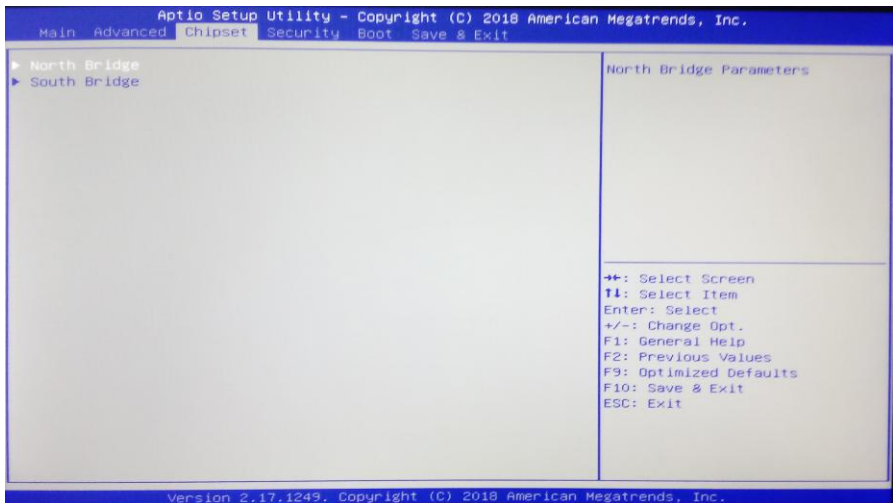 Aptio Setup Utility – Copyright (C) 2018 American Megatrends, Inc.
Main Advanced Chipset Security Boot Save & Exit
▶ North Bridge
▶ South Bridge
North Bridge Parameters
→←: Select Screen
↑↓: Select Item
Enter: Select
+/-: Change Opt.
F1: General Help
F2: Previous Values
F9: Optimized Defaults
F10: Save & Exit
ESC: Exit
Version 2.17.1249. Copyright (C) 2018 American Megatrends, Inc.